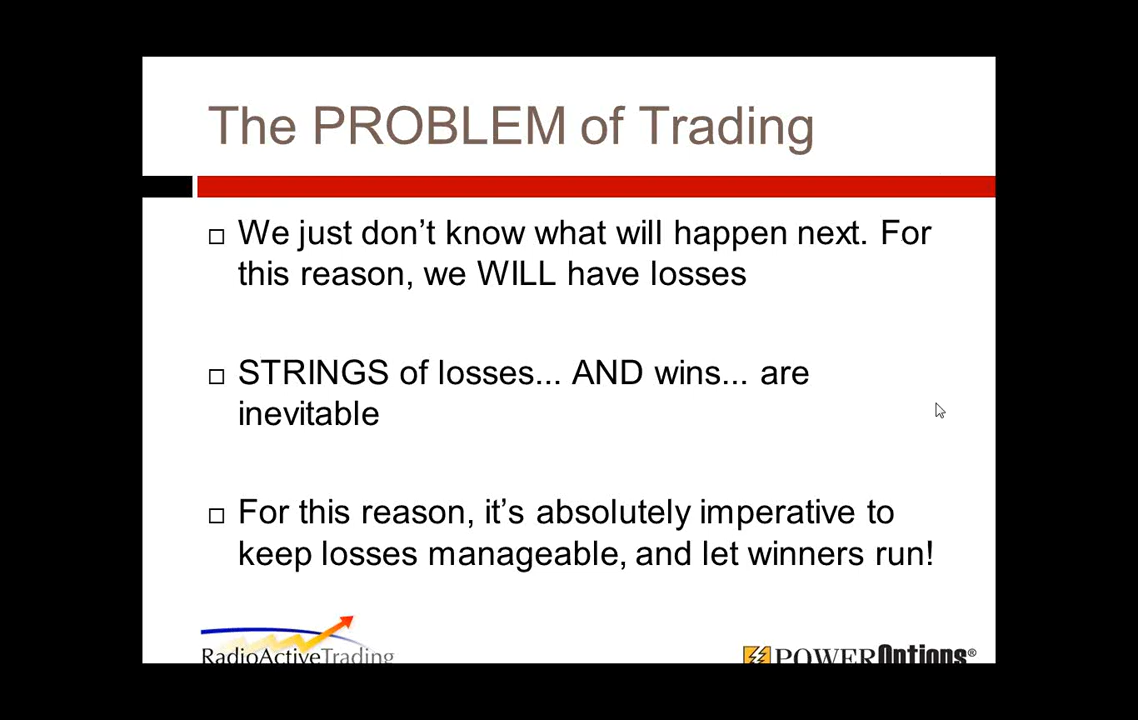 The PROBLEM of Trading
We just don’t know what will happen next. For
this reason, we WILL have losses
STRINGS of losses... AND wins... are
inevitable
For this reason, it’s absolutely imperative to
keep losses manageable, and let winners run!
RadioActiveTrading
POWEROptions®